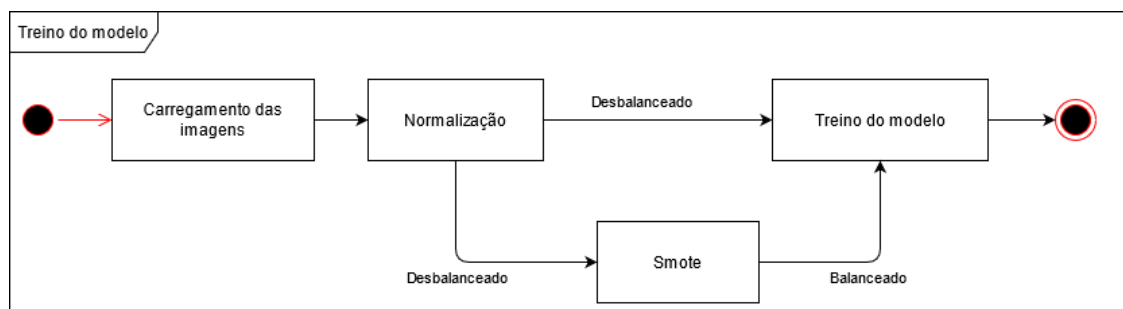 Treino do modelo
Carregamento das
imagens
Normalização
Desbalanceado
Treino do modelo
Desbalanceado
Smote
Balanceado